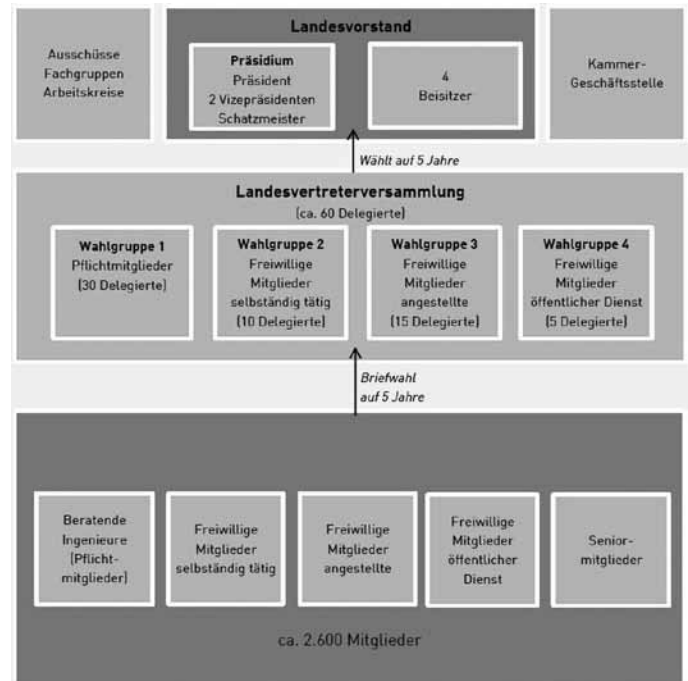 Ausschüsse
Fachgruppen
Arbeitskreise
Landesvorstand
Präsidium
Präsident
2 Vizepräsidenten
Schatzmeister
4
Beisitzer
Kammer-
Geschäftsstelle
Wählt auf 5 Jahre
Landesvertreterversammlung
(ca. 60 Delegierte)
Wahlgruppe 1
Pflichtmitglieder
(30 Delegierte)
Wahlgruppe 2
Freiwillige
Mitglieder
selbständig tätig
(10 Delegierte)
Wahlgruppe 3
Freiwillige
Mitglieder
angestellte
(15 Delegierte)
Wahlgruppe 4
Freiwillige
Mitglieder
öffentlicher Dienst
(5 Delegierte)
Briefwahl
auf 5 Jahre
Beratende
Ingenieure
(Pflicht-
mitglieder)
Freiwillige
Mitglieder
selbständig tätig
Freiwillige
Mitglieder
angestellte
Freiwillige
Mitglieder
öffentlicher
Dienst
Senior-
mitglieder
ca. 2.600 Mitglieder